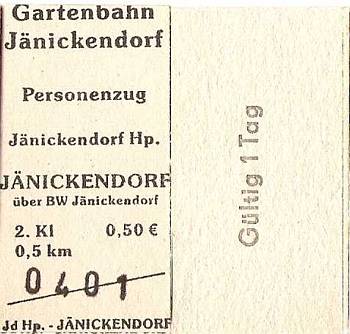 Gartenbahn
Jänickendorf
Personenzug
Jänickendorf Hp.
JÄNICKENDORF
über BW Jänickendorf
2. Kl 0,50 €
0,5 km
0401
Jd Hp. - JÄNICKENDORF
Gültig 1 Tag